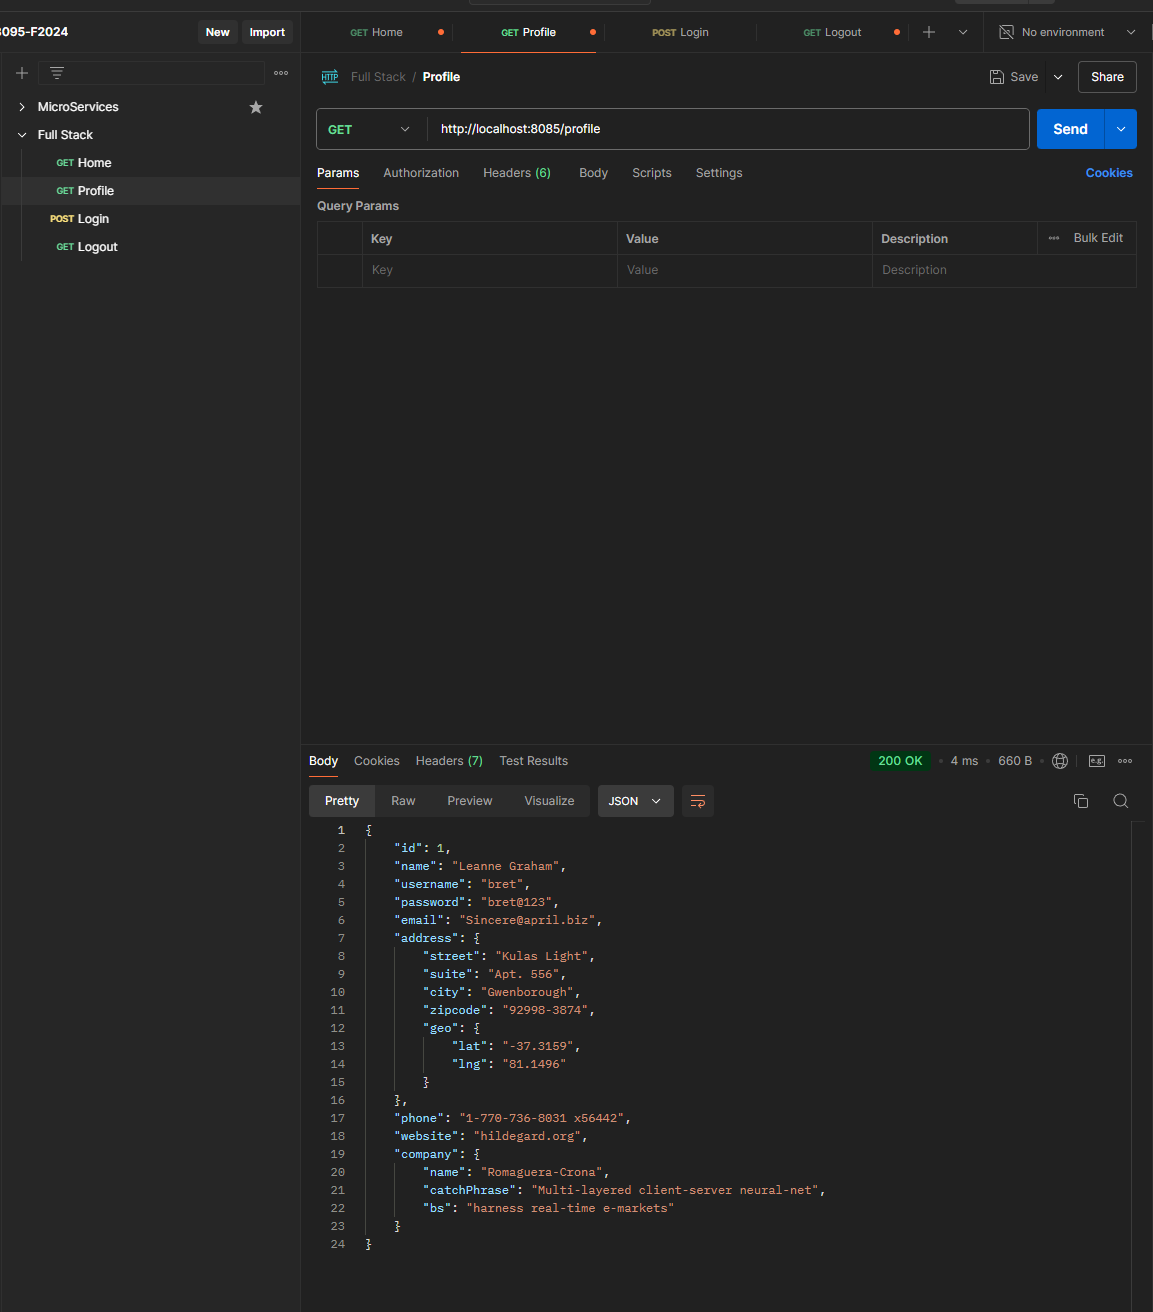 3095-F2024
New
Import
GET Home
GET Profile
POST Login
GET Logout
No environment
MicroServices
Full Stack
GET Home
GET Profile
POST Login
GET Logout
HTTP
Full Stack / Profile
Save
Share
GET
http://localhost:8085/profile
Send
Params
Authorization
Headers (6)
Body
Scripts
Settings
Cookies
Query Params
Key
Value
Description
Bulk Edit
Key
Value
Description
Body
Cookies
Headers (7)
Test Results
200 OK
4 ms
660 B
e.g.
Pretty
Raw
Preview
Visualize
JSON
1 {
2 "id": 1,
3 "name": "Leanne Graham",
4 "username": "bret",
5 "password": "bret@123",
6 "email": "Sincere@april.biz",
7 "address": {
8 "street": "Kulas Light",
9 "suite": "Apt. 556",
10 "city": "Gwenborough",
11 "zipcode": "92998-3874",
12 "geo": {
13 "lat": "-37.3159",
14 "lng": "81.1496"
15 }
16 },
17 "phone": "1-770-736-8031 x56442",
18 "website": "hildegard.org",
19 "company": {
20 "name": "Romaguera-Crona",
21 "catchPhrase": "Multi-layered client-server neural-net",
22 "bs": "harness real-time e-markets"
23 }
24 }